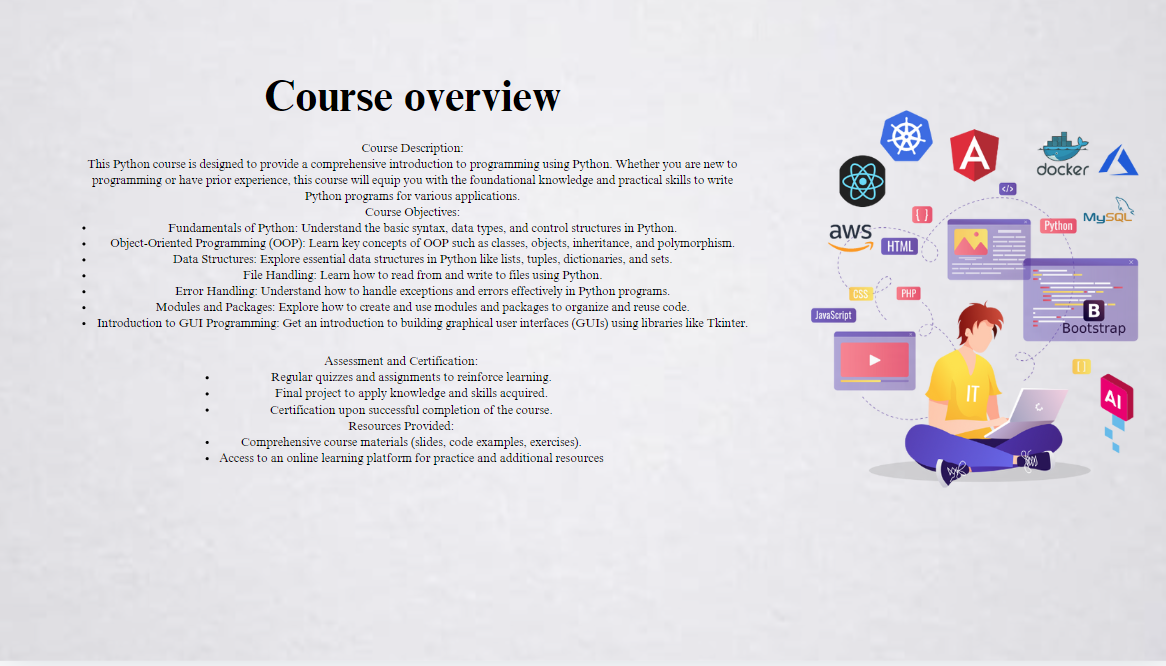 Course overview
Course Description:
This Python course is designed to provide a comprehensive introduction to programming using Python. Whether you are new to
programming or have prior experience, this course will equip you with the foundational knowledge and practical skills to write
Python programs for various applications.
Course Objectives:
• Fundamentals of Python: Understand the basic syntax, data types, and control structures in Python.
• Object-Oriented Programming (OOP): Learn key concepts of OOP such as classes, objects, inheritance, and polymorphism.
• Data Structures: Explore essential data structures in Python like lists, tuples, dictionaries, and sets.
• File Handling: Learn how to read from and write to files using Python.
• Error Handling: Understand how to handle exceptions and errors effectively in Python programs.
• Modules and Packages: Explore how to create and use modules and packages to organize and reuse code.
• Introduction to GUI Programming: Get an introduction to building graphical user interfaces (GUIs) using libraries like Tkinter.
Assessment and Certification:
• Regular quizzes and assignments to reinforce learning.
• Final project to apply knowledge and skills acquired.
• Certification upon successful completion of the course.
Resources Provided:
• Comprehensive course materials (slides, code examples, exercises).
• Access to an online learning platform for practice and additional resources
A
docker
</>
{ }
MySQL
Python
aws
HTML
CSS
PHP
JavaScript
B
Bootstrap
[ ]
IT
AI